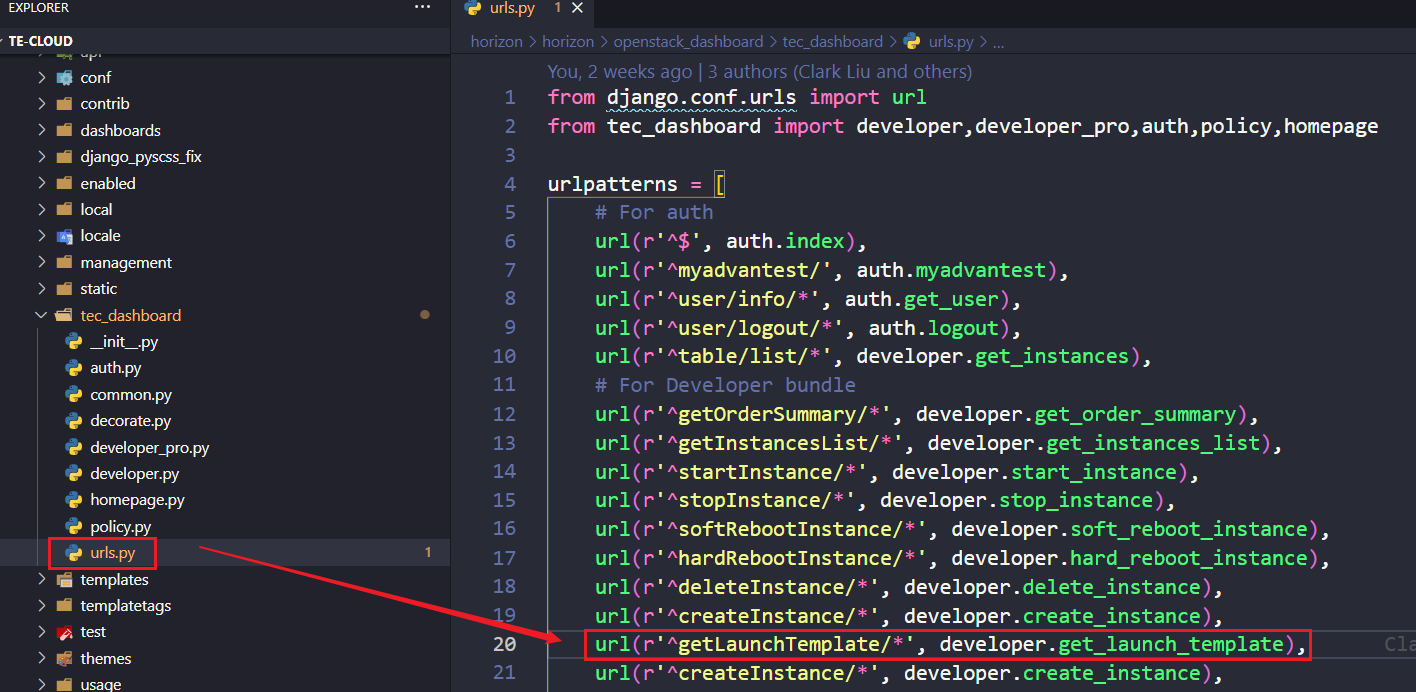 EXPLORER
···
TE-CLOUD
api
conf
contrib
dashboards
django_pyscss_fix
enabled
local
locale
management
static
tec_dashboard
__init__.py
auth.py
common.py
decorate.py
developer_pro.py
developer.py
homepage.py
policy.py
urls.py 1
templates
templatetags
test
themes
usage
urls.py 1 ×
horizon > horizon > openstack_dashboard > tec_dashboard > urls.py > ...
You, 2 weeks ago | 3 authors (Clark Liu and others)
1 from django.conf.urls import url
2 from tec_dashboard import developer,developer_pro,auth,policy,homepage
3
4 urlpatterns = [
5 # For auth
6 url(r'^$', auth.index),
7 url(r'^myadvantest/', auth.myadvantest),
8 url(r'^user/info/*', auth.get_user),
9 url(r'^user/logout/*', auth.logout),
10 url(r'^table/list/*', developer.get_instances),
11 # For Developer bundle
12 url(r'^getOrderSummary/*', developer.get_order_summary),
13 url(r'^getInstancesList/*', developer.get_instances_list),
14 url(r'^startInstance/*', developer.start_instance),
15 url(r'^stopInstance/*', developer.stop_instance),
16 url(r'^softRebootInstance/*', developer.soft_reboot_instance),
17 url(r'^hardRebootInstance/*', developer.hard_reboot_instance),
18 url(r'^deleteInstance/*', developer.delete_instance),
19 url(r'^createInstance/*', developer.create_instance),
20 url(r'^getLaunchTemplate/*', developer.get_launch_template), Cla
21 url(r'^createInstance/*', developer.create_instance),